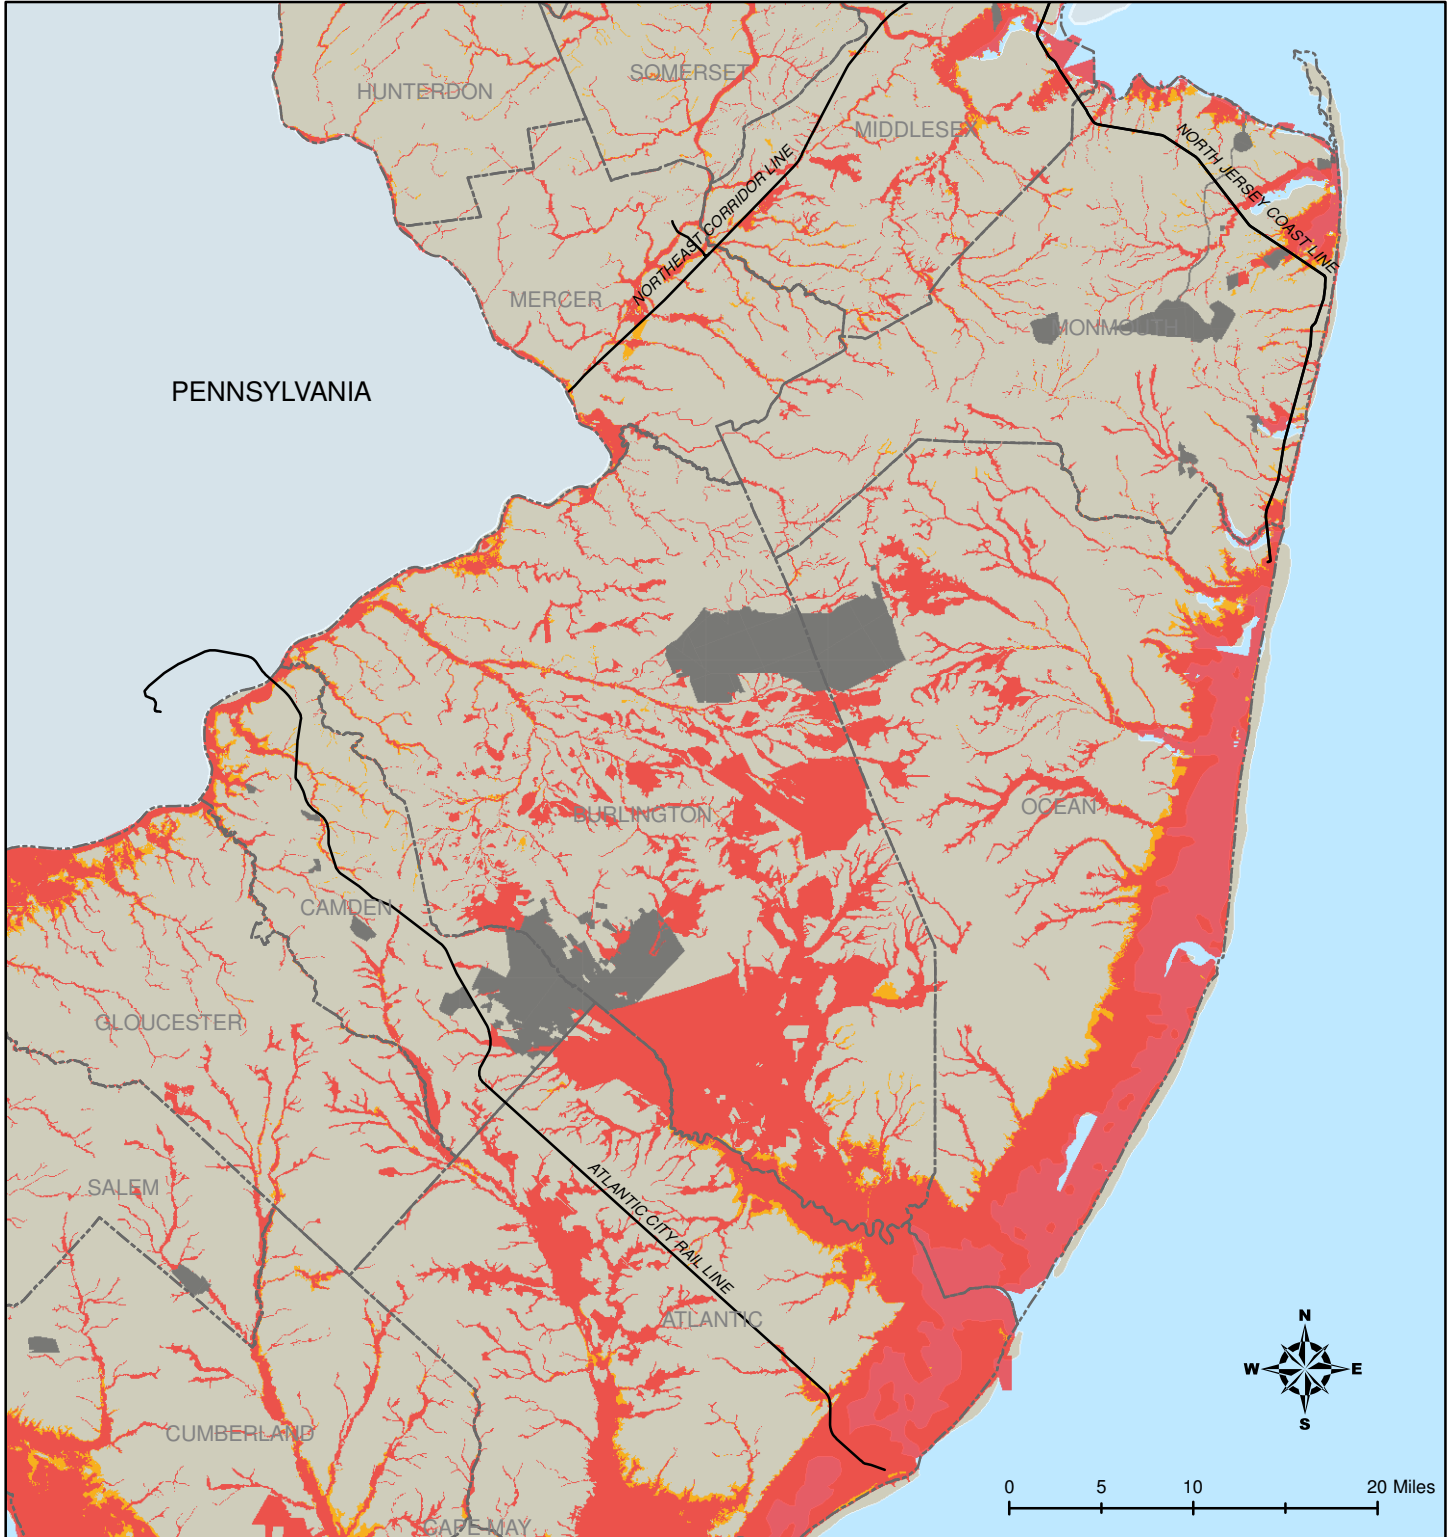 SOMERSET
HUNTERDON
MIDDLESEX
NORTH JERSEY COAST LINE
NORTHEAST CORRIDOR LINE
MERCER
MONMOUTH
PENNSYLVANIA
OCEAN
BURLINGTON
CAMDEN
GLOUCESTER
SALEM
ATLANTIC CITY RAIL LINE
ATLANTIC
N
W E
S
CUMBERLAND
0 5 10 20 Miles
CAPE MAY